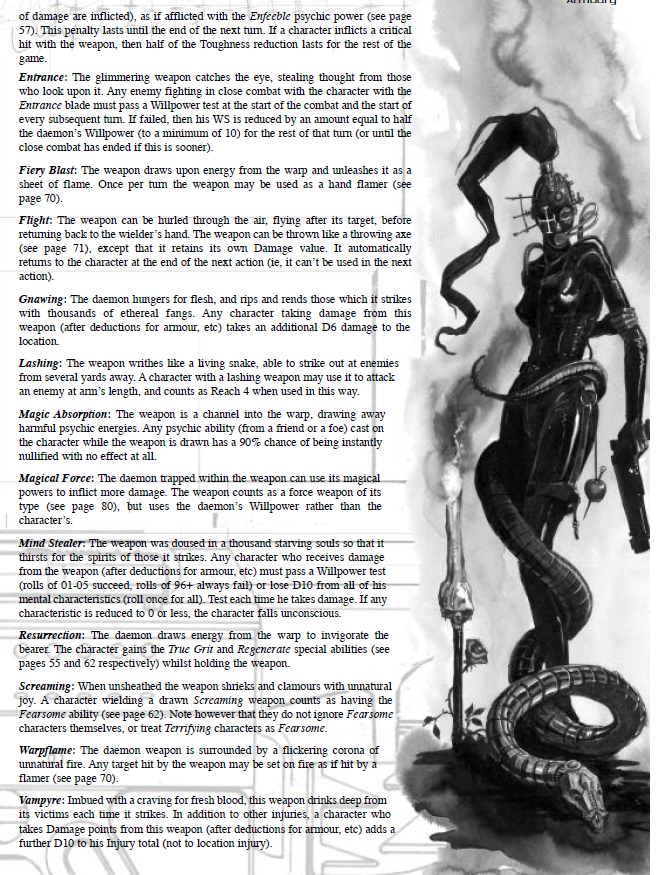 Armoury
of damage are inflicted), as if afflicted with the Enfeeble psychic power (see page
57). This penalty lasts until the end of the next turn. If a character inflicts a critical
hit with the weapon, then half of the Toughness reduction lasts for the rest of the
game.
Entrance: The glimmering weapon catches the eye, stealing thought from those
who look upon it. Any enemy fighting in close combat with the character with the
Entrance blade must pass a Willpower test at the start of the combat and the start of
every subsequent turn. If failed, then his WS is reduced by an amount equal to half
the daemon's Willpower (to a minimum of 10) for the rest of that turn (or until the
close combat has ended if this is sooner).
Fiery Blast: The weapon draws upon energy from the warp and unleashes it as a
sheet of flame. Once per turn the weapon may be used as a hand flamer (see
page 70).
Flight: The weapon can be hurled through the air, flying after its target, before
returning back to the wielder's hand. The weapon can be thrown like a throwing axe
(see page 71), except that it retains its own Damage value. It automatically
returns to the character at the end of the next action (ie, it can't be used in the next
action).
Gnawing: The daemon hungers for flesh, and rips and rends those which it strikes
with thousands of ethereal fangs. Any character taking damage from this
weapon (after deductions for armour, etc) takes an additional D6 damage to the
location.
Lashing: The weapon writhes like a living snake, able to strike out at enemies
from several yards away. A character with a lashing weapon may use it to attack
an enemy at arm's length, and counts as Reach 4 when used in this way.
Magic Absorption: The weapon is a channel into the warp, drawing away
harmful psychic energies. Any psychic ability (from a friend or a foe) cast on
the character while the weapon is drawn has a 90% chance of being instantly
nullified with no effect at all.
Magical Force: The daemon trapped within the weapon can use its magical
powers to inflict more damage. The weapon counts as a force weapon of its
type (see page 80), but uses the daemon's Willpower rather than the
character's.
Mind Stealer: The weapon was doused in a thousand starving souls so that it
thirsts for the spirits of those it strikes. Any character who receives damage
from the weapon (after deductions for armour, etc) must pass a Willpower test
(rolls of 01-05 succeed, rolls of 96+ always fail) or lose D10 from all of his
mental characteristics (roll once for all). Test each time he takes damage. If any
characteristic is reduced to 0 or less, the character falls unconscious.
Resurrection: The daemon draws energy from the warp to invigorate the
bearer. The character gains the True Grit and Regenerate special abilities (see
pages 55 and 62 respectively) whilst holding the weapon.
Screaming: When unsheathed the weapon shrieks and clamours with unnatural
joy. A character wielding a drawn Screaming weapon counts as having the
Fearsome ability (see page 62). Note however that they do not ignore Fearsome
characters themselves, or treat Terrifying characters as Fearsome.
Warpflame: The daemon weapon is surrounded by a flickering corona of
unnatural fire. Any target hit by the weapon may be set on fire as if hit by a
flamer (see page 70).
Vampyre: Imbued with a craving for fresh blood, this weapon drinks deep from
its victims each time it strikes. In addition to other injuries, a character who
takes Damage points from this weapon (after deductions for armour, etc) adds a
further D10 to his Injury total (not to location injury).